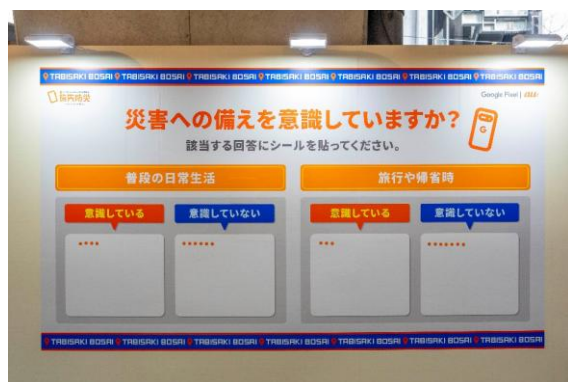 TABISAKI BOSAI TABISAKI BOSAI TABISAKI BOSAI TABISAKI BOSAI TABISAKI BOSAI TABISAKI BOSAI TABISAKI BOSAI
旅先防災
Google Pixel
災害への備えを意識していますか?
G
該当する回答にシールを貼ってください。
普段の日常生活
旅行や帰省時
意識している
意識していない
意識している
意識していない
TABISAKI BOSAI TABISAKI BOSAI TABISAKI BOSAI TABISAKI BOSAI TABISAKI BOSAI TABISAKI BOSAI TABISAKI BOSAI